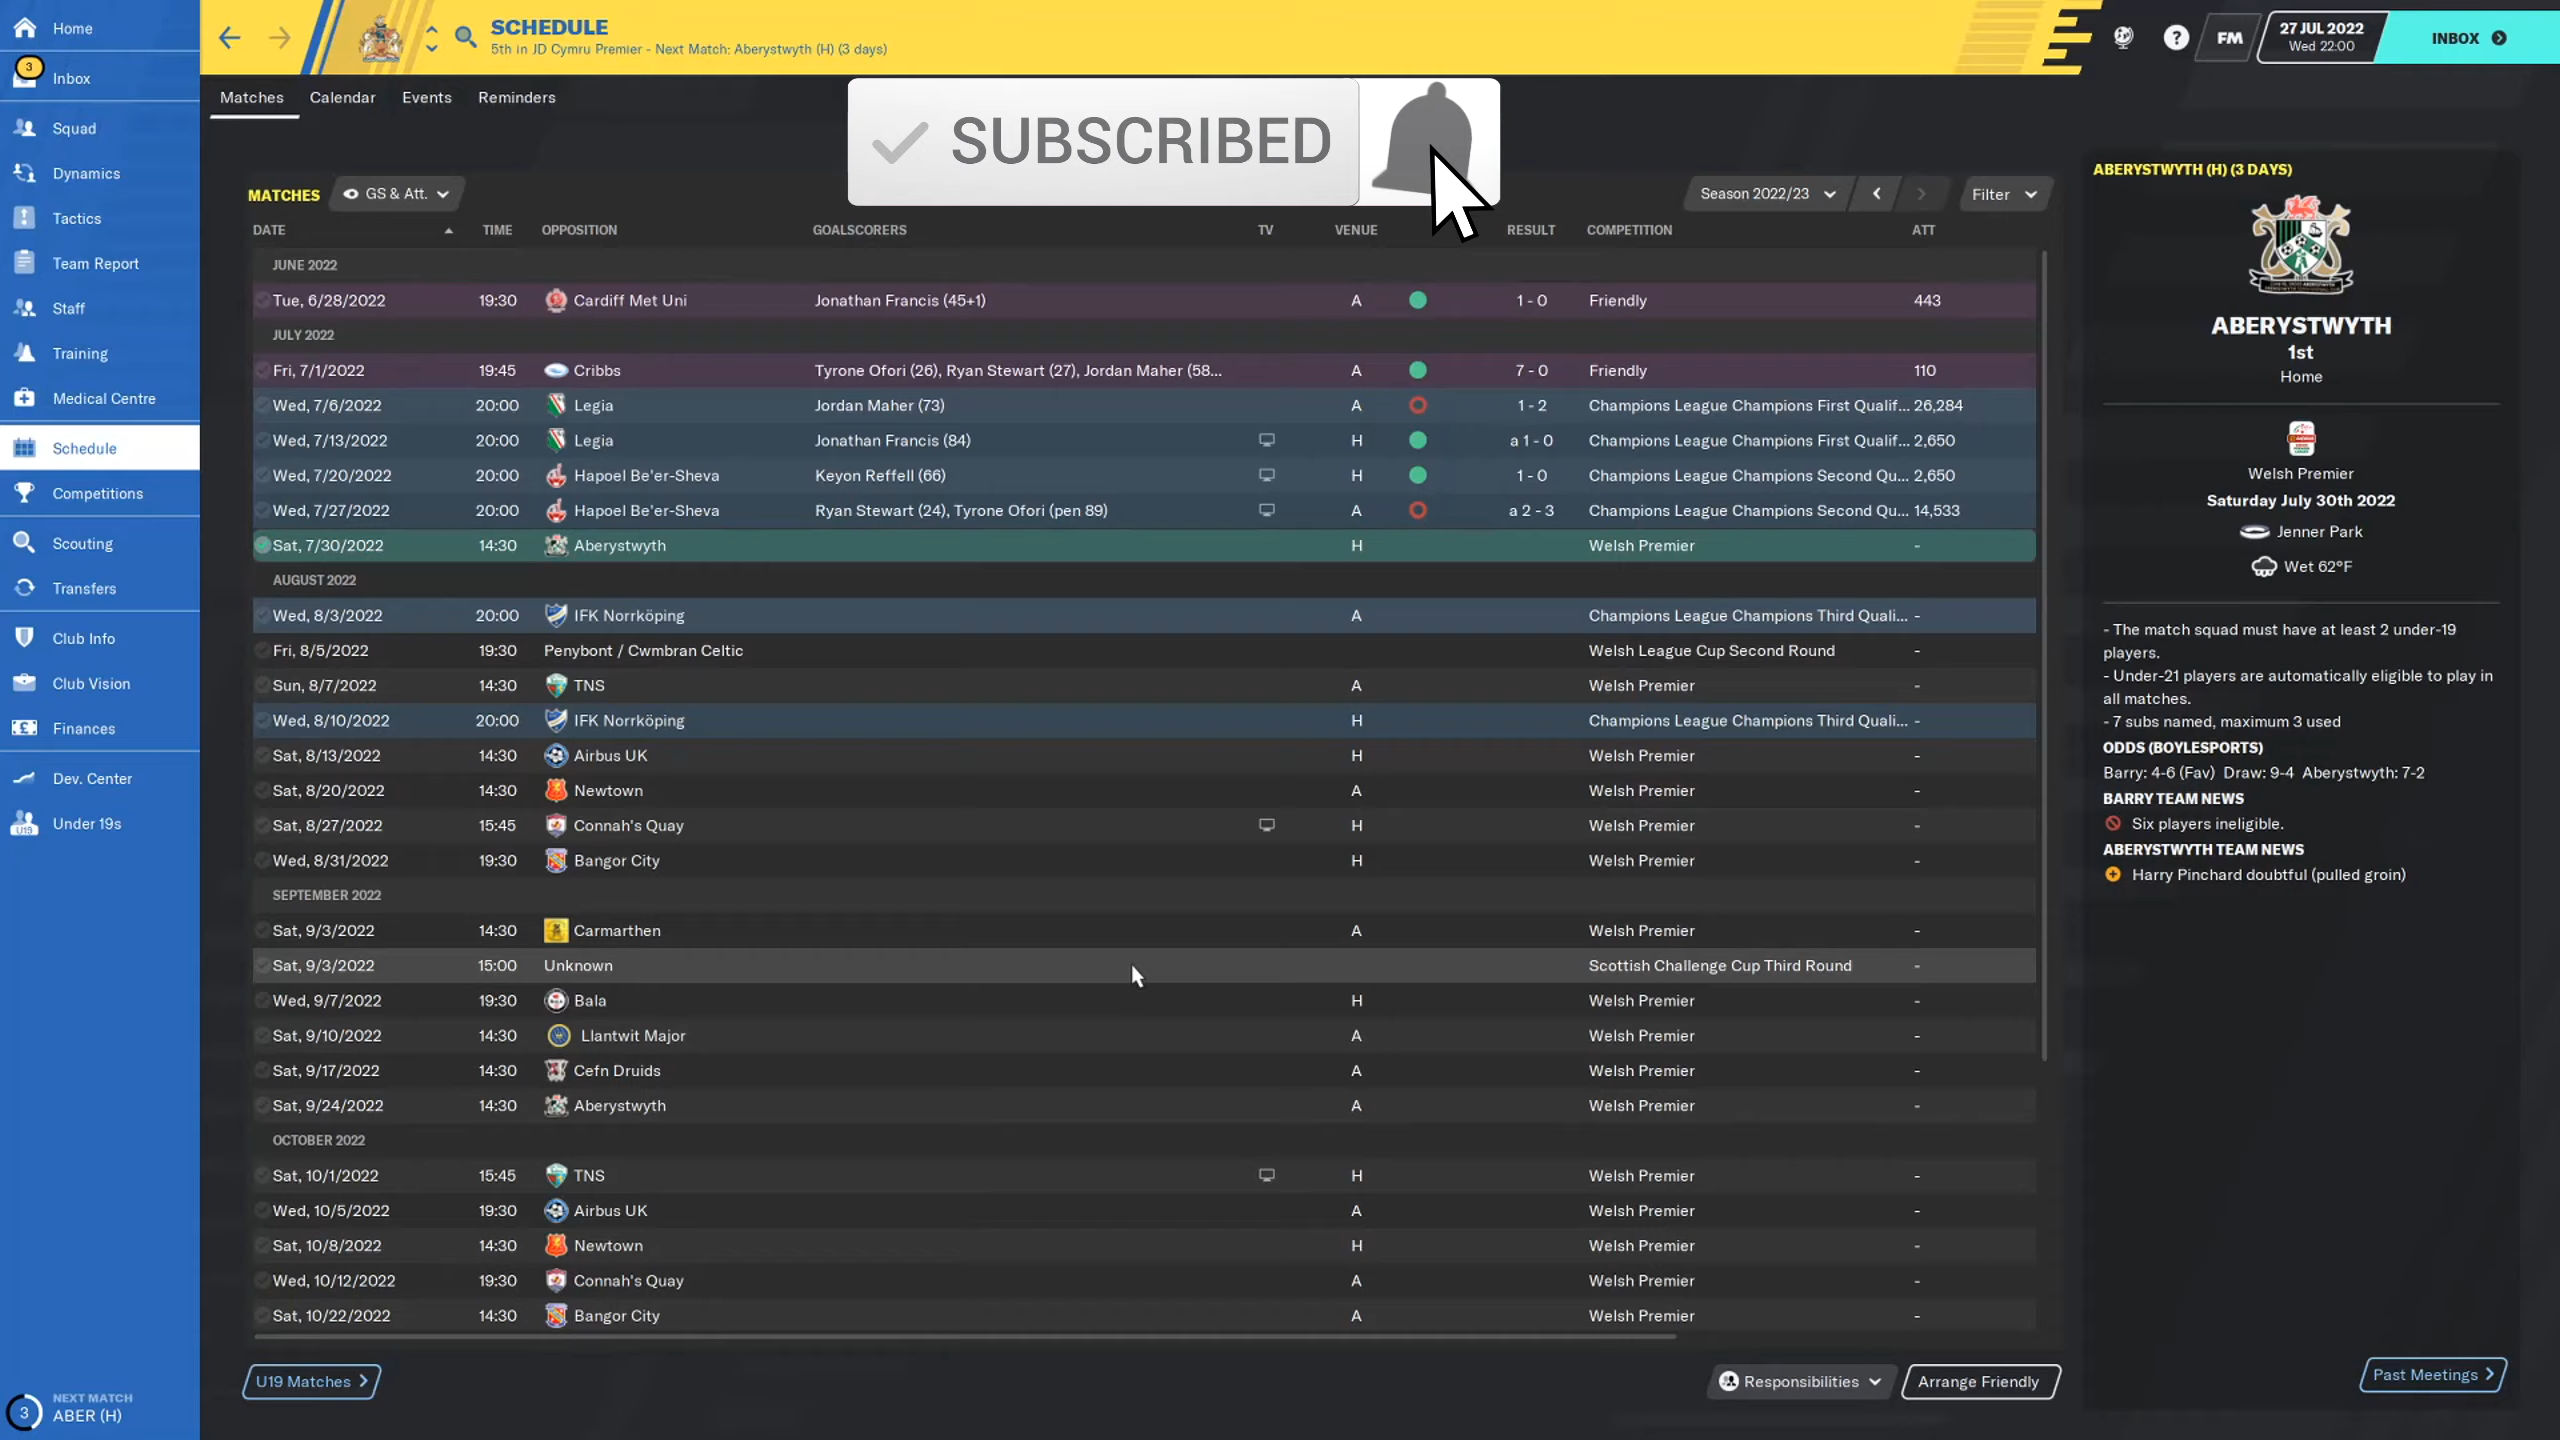 Home
3
Inbox
Squad
Dynamics
Tactics
Team Report
Staff
Training
Medical Centre
Schedule
Competitions
Scouting
Transfers
Club Info
Club Vision
Finances
Dev. Center
U19 Under 19s
3 NEXT MATCH
ABER (H)
SCHEDULE
5th in JD Cymru Premier - Next Match: Aberystwyth (H) (3 days)
? FM 27 JUL 2022
Wed 22:00
INBOX
Matches Calendar Events Reminders
SUBSCRIBED
MATCHES GS & Att. Season 2022/23 Filter
DATE TIME OPPOSITION GOALSCORERS TV VENUE RESULT COMPETITION ATT
JUNE 2022
Tue, 6/28/2022 19:30 Cardiff Met Uni Jonathan Francis (45+1) A 1 - 0 Friendly 443
JULY 2022
Fri, 7/1/2022 19:45 Cribbs Tyrone Ofori (26), Ryan Stewart (27), Jordan Maher (58... A 7 - 0 Friendly 110
Wed, 7/6/2022 20:00 Legia Jordan Maher (73) A 1 - 2 Champions League Champions First Qualif... 26,284
Wed, 7/13/2022 20:00 Legia Jonathan Francis (84) H a 1 - 0 Champions League Champions First Qualif... 2,650
Wed, 7/20/2022 20:00 Hapoel Be'er-Sheva Keyon Reffell (66) H 1 - 0 Champions League Champions Second Qu... 2,650
Wed, 7/27/2022 20:00 Hapoel Be'er-Sheva Ryan Stewart (24), Tyrone Ofori (pen 89) A a 2 - 3 Champions League Champions Second Qu... 14,533
Sat, 7/30/2022 14:30 Aberystwyth H Welsh Premier -
AUGUST 2022
Wed, 8/3/2022 20:00 IFK Norrköping A Champions League Champions Third Quali... -
Fri, 8/5/2022 19:30 Penybont / Cwmbran Celtic Welsh League Cup Second Round -
Sun, 8/7/2022 14:30 TNS A Welsh Premier -
Wed, 8/10/2022 20:00 IFK Norrköping H Champions League Champions Third Quali... -
Sat, 8/13/2022 14:30 Airbus UK H Welsh Premier -
Sat, 8/20/2022 14:30 Newtown A Welsh Premier -
Sat, 8/27/2022 15:45 Connah's Quay H Welsh Premier -
Wed, 8/31/2022 19:30 Bangor City H Welsh Premier -
SEPTEMBER 2022
Sat, 9/3/2022 14:30 Carmarthen A Welsh Premier -
Sat, 9/3/2022 15:00 Unknown Scottish Challenge Cup Third Round -
Wed, 9/7/2022 19:30 Bala H Welsh Premier -
Sat, 9/10/2022 14:30 Llantwit Major A Welsh Premier -
Sat, 9/17/2022 14:30 Cefn Druids A Welsh Premier -
Sat, 9/24/2022 14:30 Aberystwyth A Welsh Premier -
OCTOBER 2022
Sat, 10/1/2022 15:45 TNS H Welsh Premier -
Wed, 10/5/2022 19:30 Airbus UK A Welsh Premier -
Sat, 10/8/2022 14:30 Newtown H Welsh Premier -
Wed, 10/12/2022 19:30 Connah's Quay A Welsh Premier -
Sat, 10/22/2022 14:30 Bangor City A Welsh Premier -
U19 Matches Responsibilities Arrange Friendly
ABERYSTWYTH (H) (3 DAYS)
ABERYSTWYTH
1st
Home
Welsh Premier
Saturday July 30th 2022
Jenner Park
Wet 62°F
- The match squad must have at least 2 under-19
players.
- Under-21 players are automatically eligible to play in
all matches.
- 7 subs named, maximum 3 used
ODDS (BOYLESPORTS)
Barry: 4-6 (Fav) Draw: 9-4 Aberystwyth: 7-2
BARRY TEAM NEWS
Six players ineligible.
ABERYSTWYTH TEAM NEWS
Harry Pinchard doubtful (pulled groin)
Past Meetings